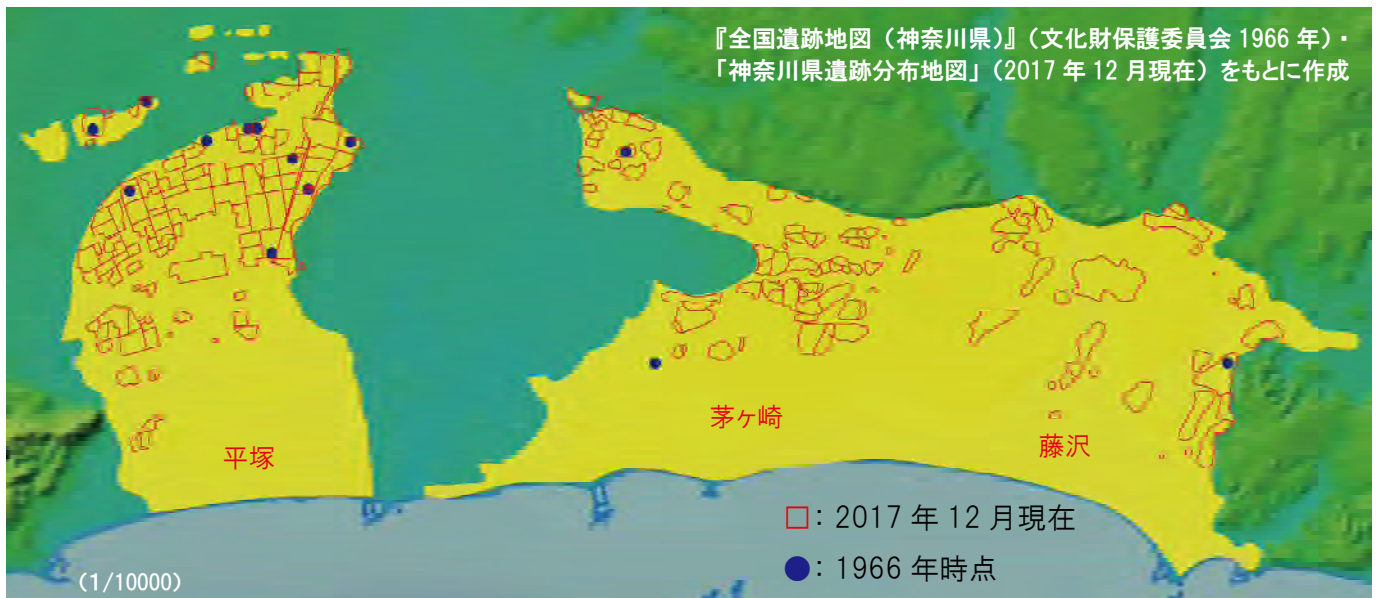 『全国遺跡地図（神奈川県）』（文化財保護委員会 1966 年）・
「神奈川県遺跡分布地図」（2017 年 12 月現在）をもとに作成
茅ヶ崎
藤沢
平塚
□：2017 年 12 月現在
●：1966 年時点
（1/10000）